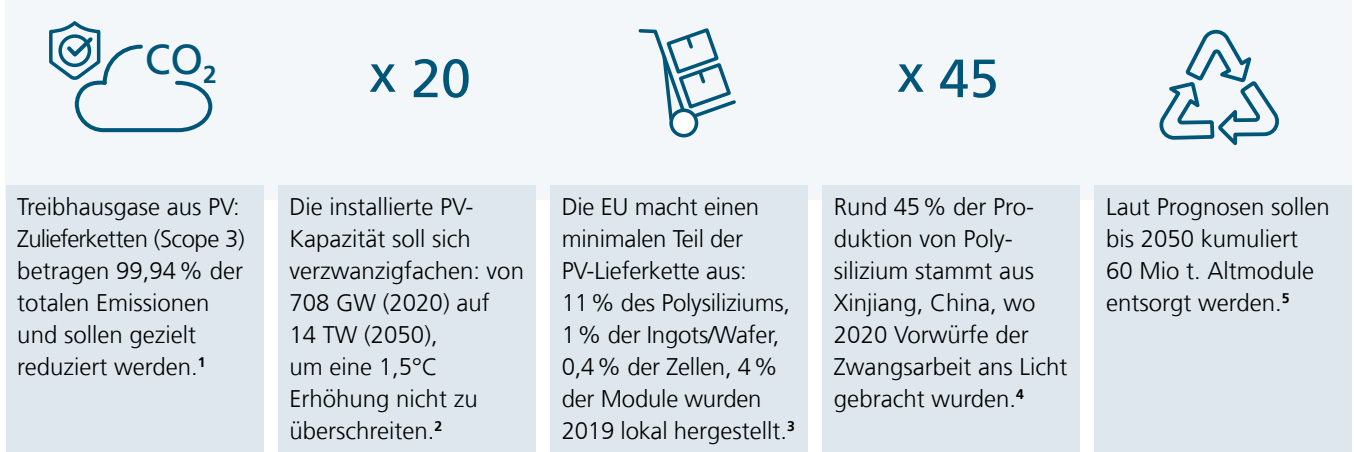 CO₂
x 20
x 45
Treibhausgase aus PV:
Zulieferketten (Scope 3)
betragen 99,94 % der
totalen Emissionen
und sollen gezielt
reduziert werden.¹
Die installierte PV-
Kapazität soll sich
verzwanzigfachen: von
708 GW (2020) auf
14 TW (2050),
um eine 1,5°C
Erhöhung nicht zu
überschreiten.²
Die EU macht einen
minimalen Teil der
PV-Lieferkette aus:
11 % des Polysiliziums,
1 % der Ingots/Wafer,
0,4 % der Zellen, 4 %
der Module wurden
2019 lokal hergestellt.³
Rund 45 % der Pro-
duktion von Poly-
silizium stammt aus
Xinjiang, China, wo
2020 Vorwürfe der
Zwangsarbeit ans Licht
gebracht wurden.⁴
Laut Prognosen sollen
bis 2050 kumuliert
60 Mio t. Altmodule
entsorgt werden.⁵